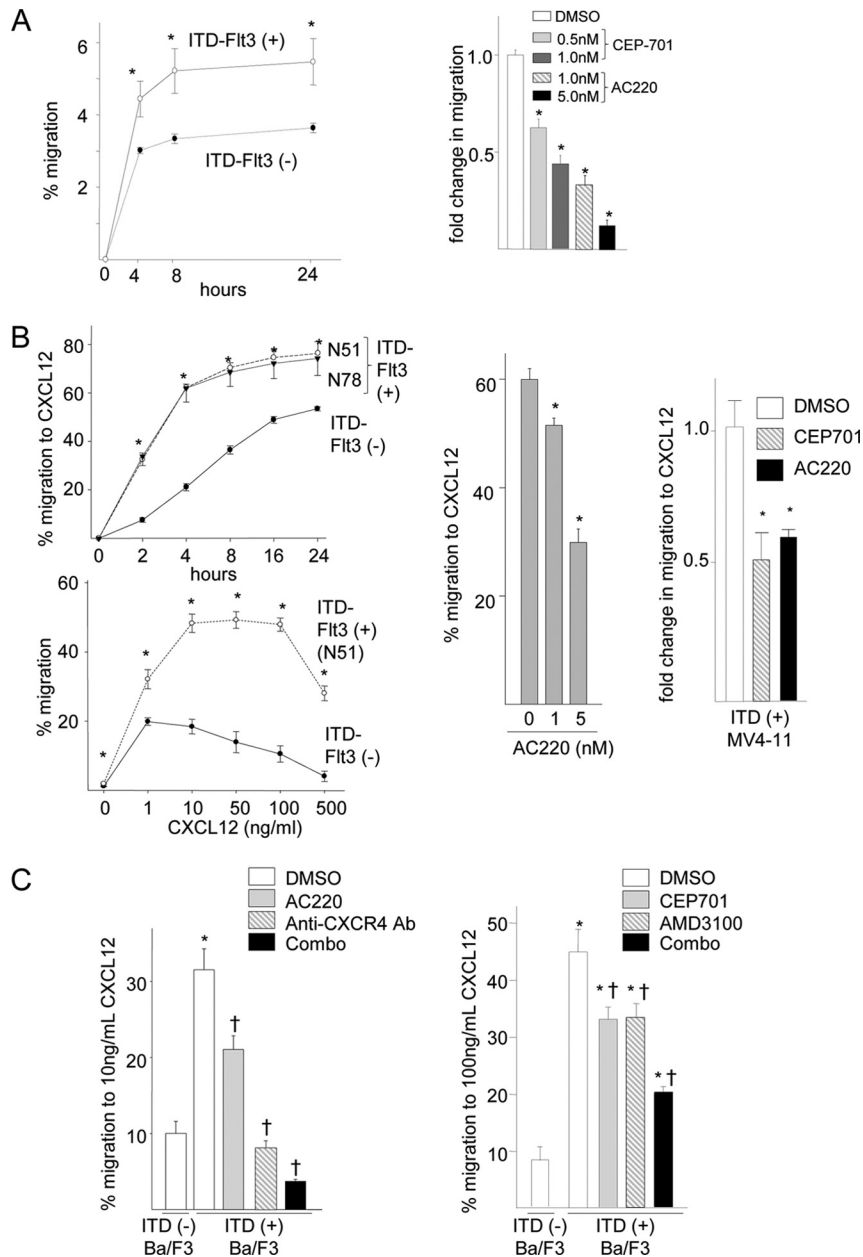 A
% migration
6
4
2
0
ITD-Flt3 (+)
ITD-Flt3 (-)
* * *
0 4 8 24
hours
fold change in migration
1.0
0.5
DMSO
0.5nM
1.0nM
CEP-701
1.0nM
5.0nM
AC220
* * * *
B
% migration to CXCL12
80
60
40
20
N51
N78
ITD-
Flt3
(+)
ITD-
Flt3 (-)
* * * * *
0 2 4 8 16 24
hours
% migration
60
40
20
ITD-
Flt3 (+)
(N51)
ITD-
Flt3 (-)
* * * * * *
0 1 10 50 100 500
CXCL12 (ng/ml)
% migration to CXCL12
60
40
20
* *
0 1 5
AC220 (nM)
fold change in migration to CXCL12
1.0
0.5
DMSO
CEP701
AC220
* *
ITD (+)
MV4-11
C
% migration to 10ng/mL CXCL12
30
20
10
DMSO
AC220
Anti-CXCR4 Ab
Combo
* † † †
ITD (-) ITD (+)
Ba/F3 Ba/F3
% migration to 100ng/mL CXCL12
50
40
30
20
10
DMSO
CEP701
AMD3100
Combo
* *† *† *†
ITD (-) ITD (+)
Ba/F3 Ba/F3